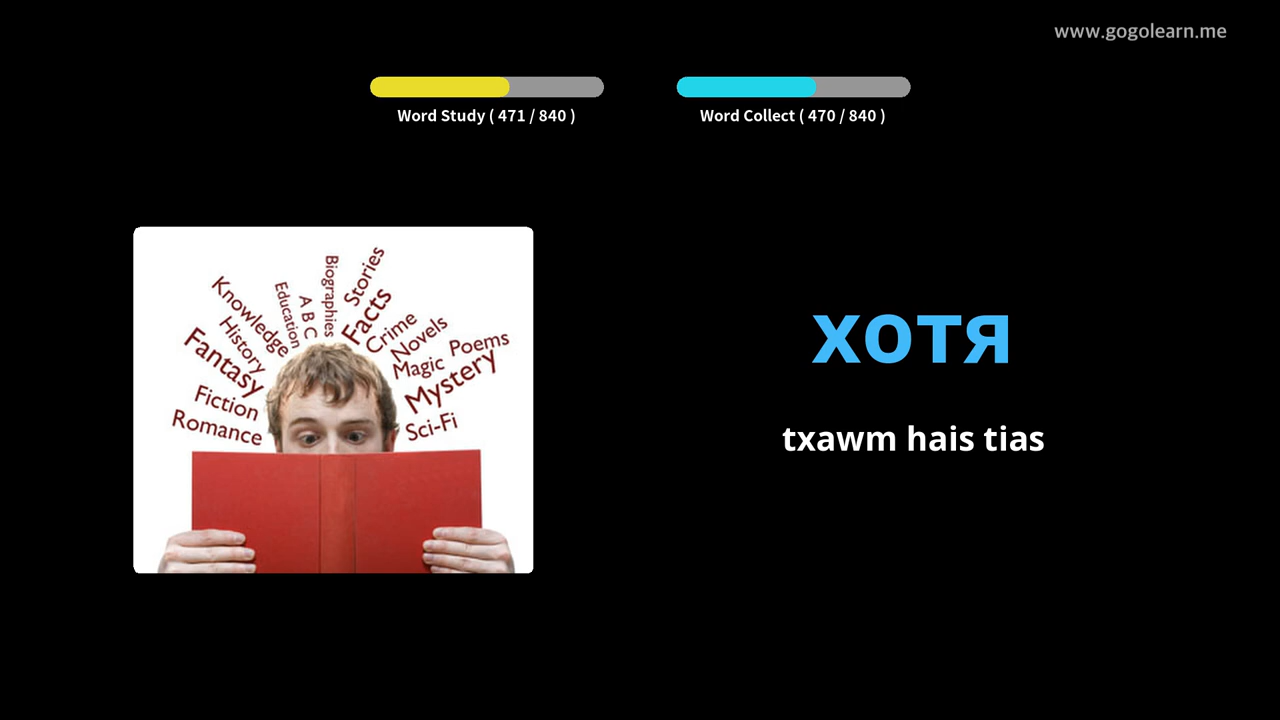 www.gogolearn.me
Word Study ( 471 / 840 )
Word Collect ( 470 / 840 )
Biographies
Stories
Education
A B C
Facts
Knowledge
Crime
History
Novels
Poems
Fantasy
Magic
Mystery
Fiction
Romance
Sci-Fi
хотя
txawm hais tias